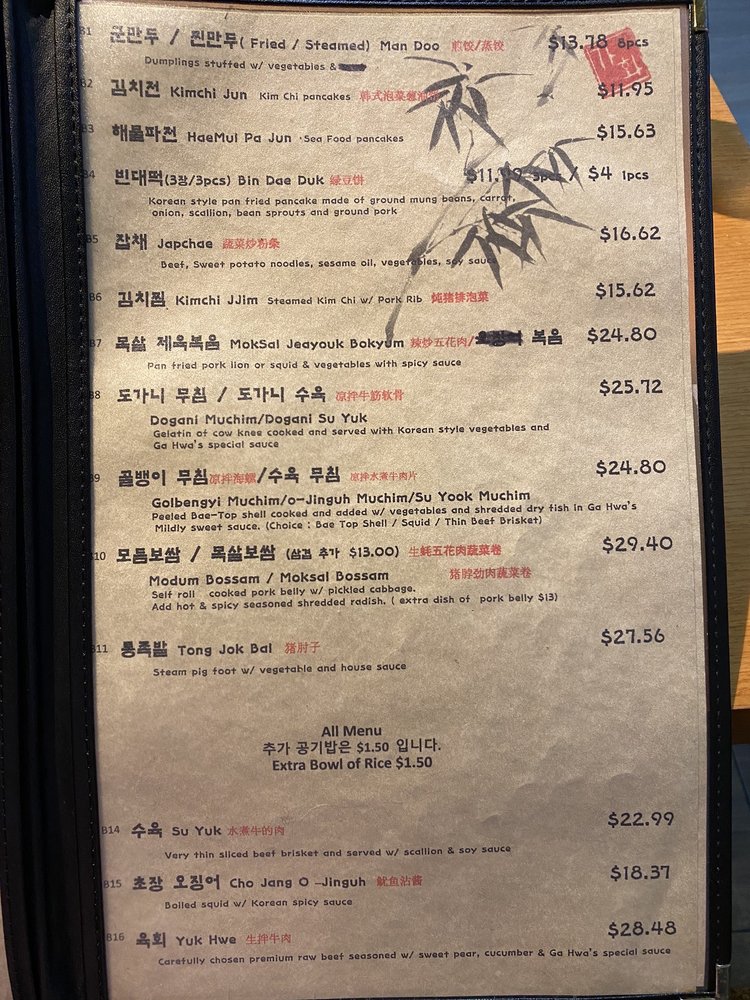 B1 군만두 / 찐만두( Fried / Steamed) Man Doo 煎饺/蒸饺 $13.78 8pcs
Dumplings stuffed w/ vegetables &
가화
B2 김치전 Kimchi Jun Kim Chi pancakes 韩式泡菜 $11.95
B3 해물파전 HaeMul Pa Jun ·Sea Food pancakes $15.63
B4 빈대떡(3장/3pcs) Bin Dae Duk 绿豆饼 $11.99 3pcs / $4 1pcs
Korean style pan fried pancake made of ground mung beans, carrot,
onion, scallion, bean sprouts and ground pork
B5 잡채 Japchae 蔬菜炒粉条 $16.62
Beef, Sweet potato noodles, sesame oil, vegetables, soy sauce
B6 김치찜 Kimchi JJim Steamed Kim Chi w/ Pork Rib 炖猪排泡菜 $15.62
B7 목살 제육볶음 MokSal Jeayouk Bokyum 辣炒五花肉/ 볶음 $24.80
Pan fried pork lion or squid & vegetables with spicy sauce
B8 도가니 무침 / 도가니 수육 凉拌牛筋软骨 $25.72
Dogani Muchim/Dogani Su Yuk
Gelatin of cow knee cooked and served with Korean style vegetables and
Ga Hwa's special sauce
B9 골뱅이 무침凉拌海螺/수육 무침 凉拌水煮牛肉片 $24.80
Golbengyi Muchim/o-Jinguh Muchim/Su Yook Muchim
Peeled Bae-Top shell cooked and added w/ vegetables and shredded dry fish in Ga Hwa's
Mildly sweet sauce. (Choice : Bae Top Shell / Squid / Thin Beef Brisket)
B10 모듬보쌈 / 목살보쌈 (삼겹 추가 $13.00) 生蚝五花肉蔬菜卷 $29.40
Modum Bossam / Moksal Bossam 猪脖劲肉蔬菜卷
Self roll cooked pork belly w/ pickled cabbage.
Add hot & spicy seasoned shredded radish. ( extra dish of pork belly $13)
B11 통족발 Tong Jok Bal 猪肘子 $27.56
Steam pig foot w/ vegetable and house sauce
All Menu
추가 공기밥은 $1.50 입니다.
Extra Bowl of Rice $1.50
B14 수육 Su Yuk 水煮牛的肉 $22.99
Very thin sliced beef brisket and served w/ scallion & soy sauce
B15 초장 오징어 Cho Jang O –Jinguh 鱿鱼沾酱 $18.37
Boiled squid w/ Korean spicy sauce
B16 육회 Yuk Hwe 生拌牛肉 $28.48
Carefully chosen premium raw beef seasoned w/ sweet pear, cucumber & Ga Hwa's special sauce